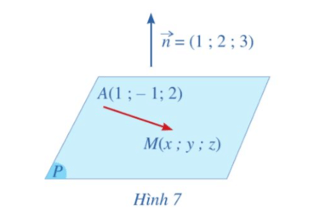 n⃗ = (1 ; 2 ; 3)
A(1 ; – 1; 2)
M(x ; y ; z)
P
Hình 7